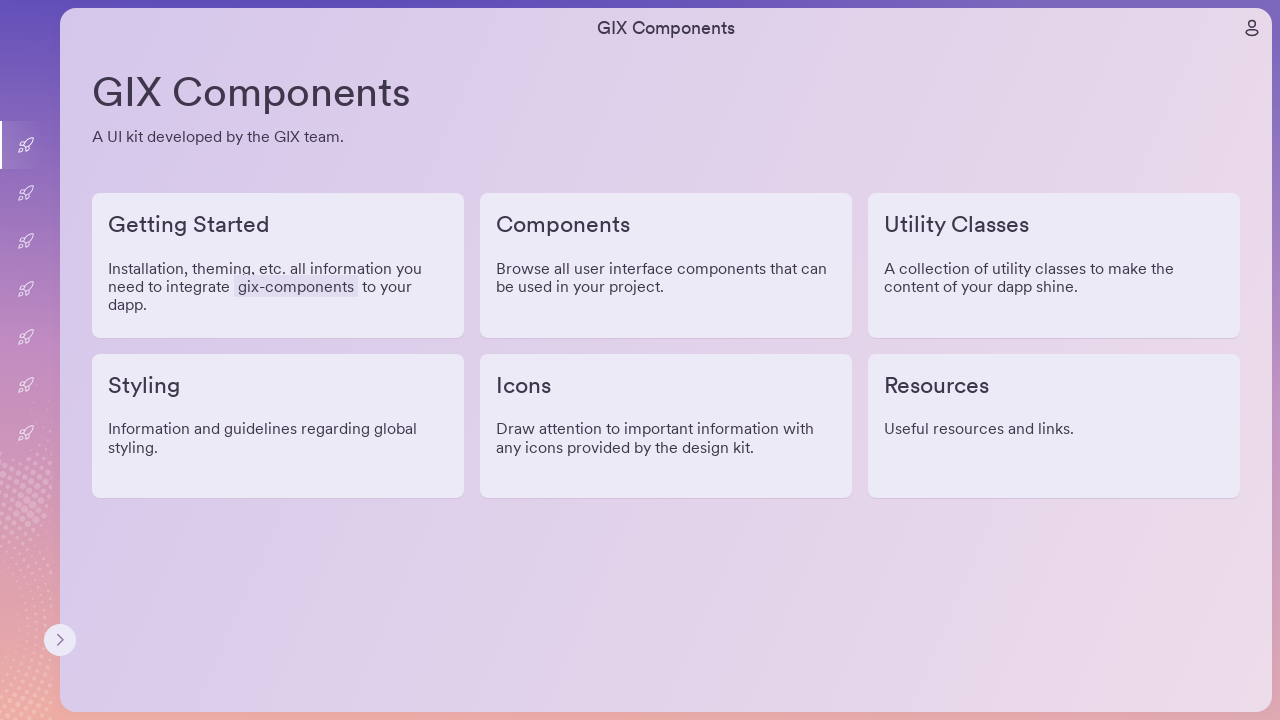 GIX Components
GIX Components
A UI kit developed by the GIX team.
Getting Started
Installation, theming, etc. all information you
need to integrate gix-components to your
dapp.
Components
Browse all user interface components that can
be used in your project.
Utility Classes
A collection of utility classes to make the
content of your dapp shine.
Styling
Information and guidelines regarding global
styling.
Icons
Draw attention to important information with
any icons provided by the design kit.
Resources
Useful resources and links.